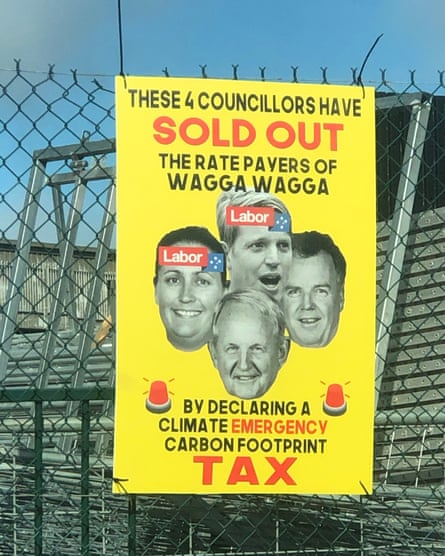 THESE 4 COUNCILLORS HAVE
SOLD OUT
THE RATE PAYERS OF
WAGGA WAGGA
Labor
Labor
BY DECLARING A
CLIMATE EMERGENCY
CARBON FOOTPRINT
TAX